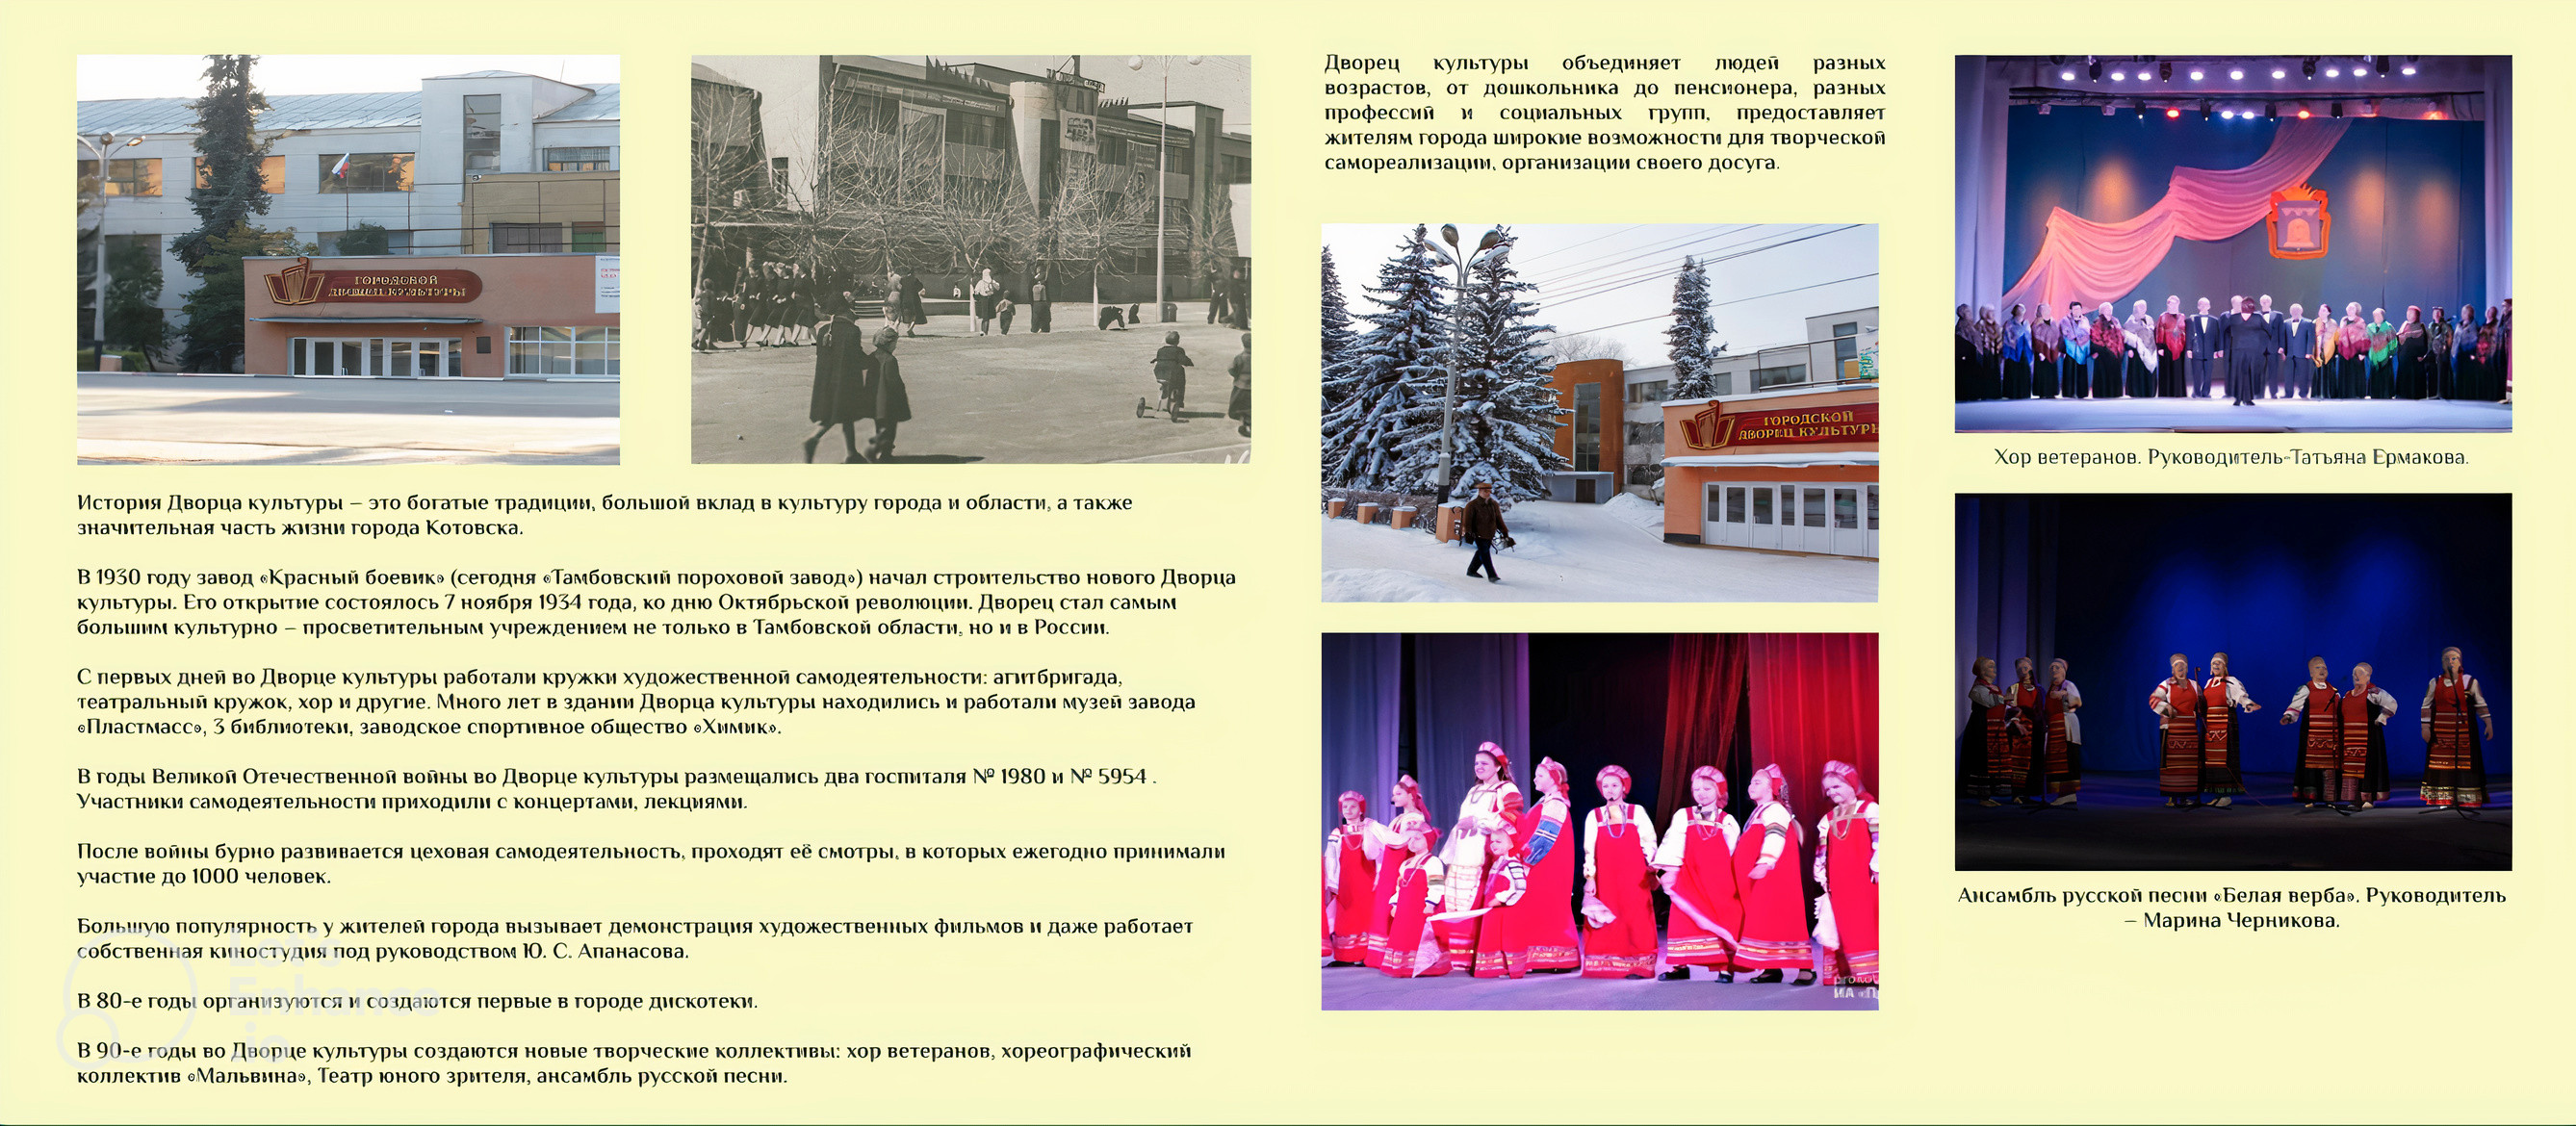 ГОРОДСКОЙ
История Дворца культуры – это богатые традиции, большой вклад в культуру города и области, а также
значительная часть жизни города Котовска.
В 1930 году завод «Красный боевик» (сегодня «Тамбовский пороховой завод») начал строительство нового Дворца
культуры. Его открытие состоялось 7 ноября 1934 года, ко дню Октябрьской революции. Дворец стал самым
большим культурно – просветительным учреждением не только в Тамбовской области, но и в России.
С первых дней во Дворце культуры работали кружки художественной самодеятельности: агитбригада,
театральный кружок, хор и другие. Много лет в здании Дворца культуры находились и работали музей завода
«Пластмасс», 3 библиотеки, заводское спортивное общество «Химик».
В годы Великой Отечественной войны во Дворце культуры размещались два госпиталя № 1980 и № 5954 .
Участники самодеятельности приходили с концертами, лекциями.
После войны бурно развивается цеховая самодеятельность, проходят её смотры, в которых ежегодно принимали
участие до 1000 человек.
Большую популярность у жителей города вызывает демонстрация художественных фильмов и даже работает
собственная киностудия под руководством Ю. С. Апанасова.
В 80-е годы организуются и создаются первые в городе дискотеки.
В 90-е годы во Дворце культуры создаются новые творческие коллективы: хор ветеранов, хореографический
коллектив «Мальвина», Театр юного зрителя, ансамбль русской песни.
Let's
Enhance
.io
Дворец культуры объединяет людей разных
возрастов, от дошкольника до пенсионера, разных
профессий и социальных групп, предоставляет
жителям города широкие возможности для творческой
самореализации, организации своего досуга.
ГОРОДСКОЙ
ДВОРЕЦ КУЛЬТУРЫ
Хор ветеранов. Руководитель-Татьяна Ермакова.
Ансамбль русской песни «Белая верба». Руководитель
– Марина Черникова.